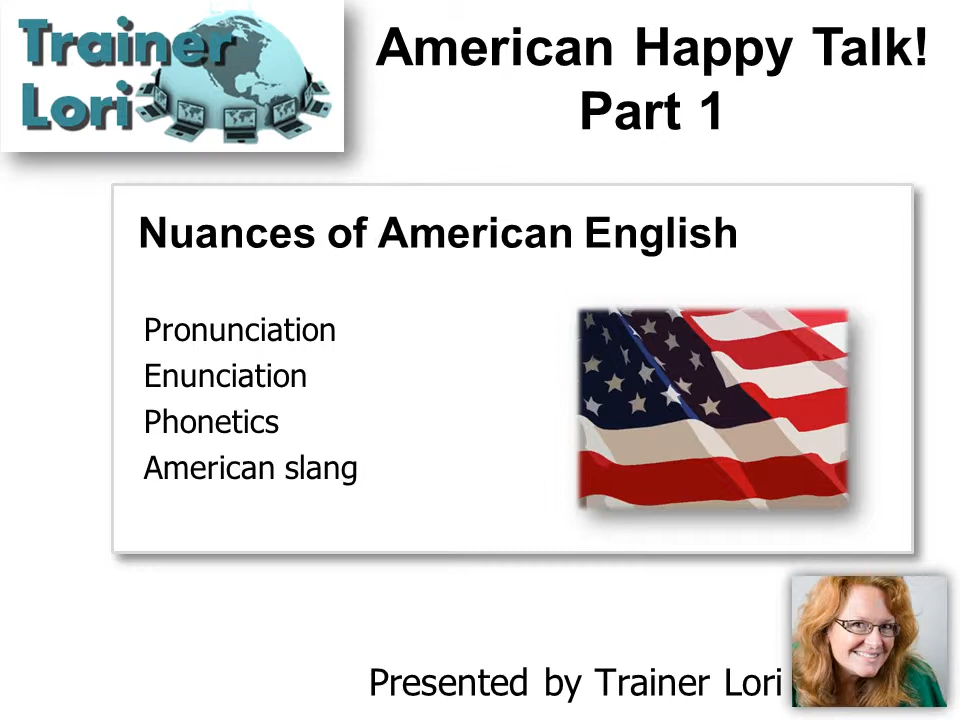 Trainer
Lori
American Happy Talk!
Part 1
Nuances of American English
Pronunciation
Enunciation
Phonetics
American slang
Presented by Trainer Lori